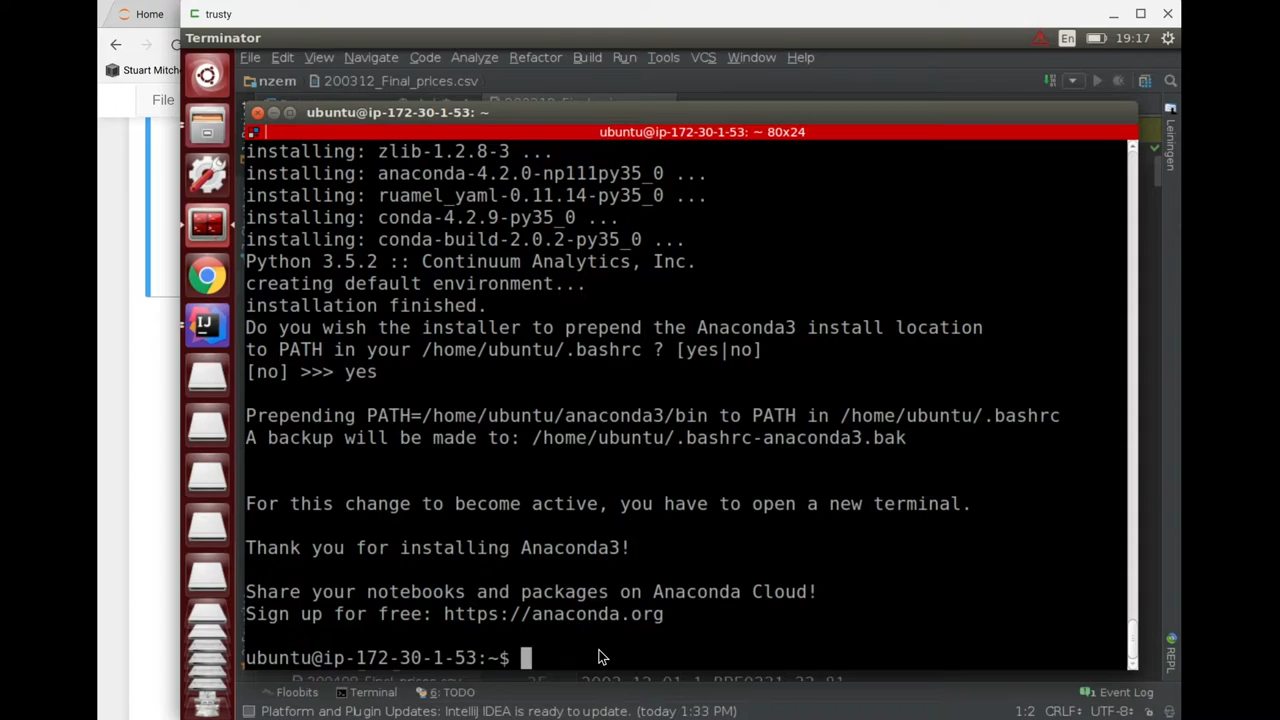 Home
trusty
Terminator
En
19:17
File Edit View Navigate Code Analyze Refactor Build Run Tools VCS Window Help
Stuart Mitch
nzem
200312_Final_prices.csv
File
ubuntu@ip-172-30-1-53: ~
ubuntu@ip-172-30-1-53: ~ 80x24
Leiningen
installing: zlib-1.2.8-3 ...
installing: anaconda-4.2.0-np111py35_0 ...
installing: ruamel_yaml-0.11.14-py35_0 ...
installing: conda-4.2.9-py35_0 ...
installing: conda-build-2.0.2-py35_0 ...
Python 3.5.2 :: Continuum Analytics, Inc.
creating default environment...
installation finished.
Do you wish the installer to prepend the Anaconda3 install location
to PATH in your /home/ubuntu/.bashrc ? [yes|no]
[no] >>> yes
Prepending PATH=/home/ubuntu/anaconda3/bin to PATH in /home/ubuntu/.bashrc
A backup will be made to: /home/ubuntu/.bashrc-anaconda3.bak
For this change to become active, you have to open a new terminal.
Thank you for installing Anaconda3!
Share your notebooks and packages on Anaconda Cloud!
Sign up for free: https://anaconda.org
ubuntu@ip-172-30-1-53:~$
REPL
Floobits
Terminal
6: TODO
1 Event Log
Platform and Plugin Updates: IntelliJ IDEA is ready to update. (today 1:33 PM)
1:2 CRLF UTF-8